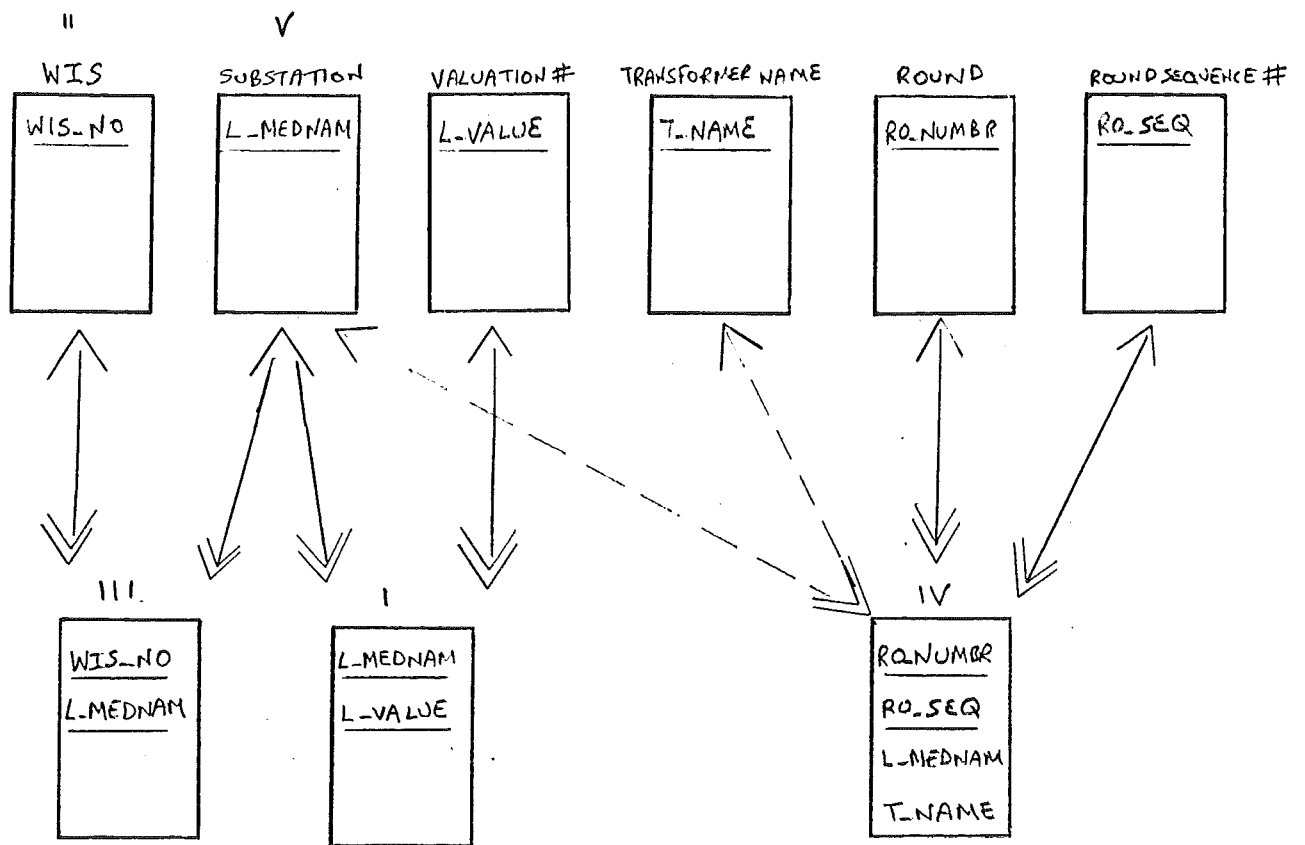 II
V
WIS
SUBSTATION
VALUATION #
TRANSFORMER NAME
ROUND
ROUND SEQUENCE #
WIS_NO
L_MEDNAM
L_VALUE
T_NAME
RO_NUMBR
RO_SEQ
III.
I
IV
WIS_NO
L_MEDNAM
L_MEDNAM
L_VALUE
RO_NUMBR
RO_SEQ
L_MEDNAM
T_NAME